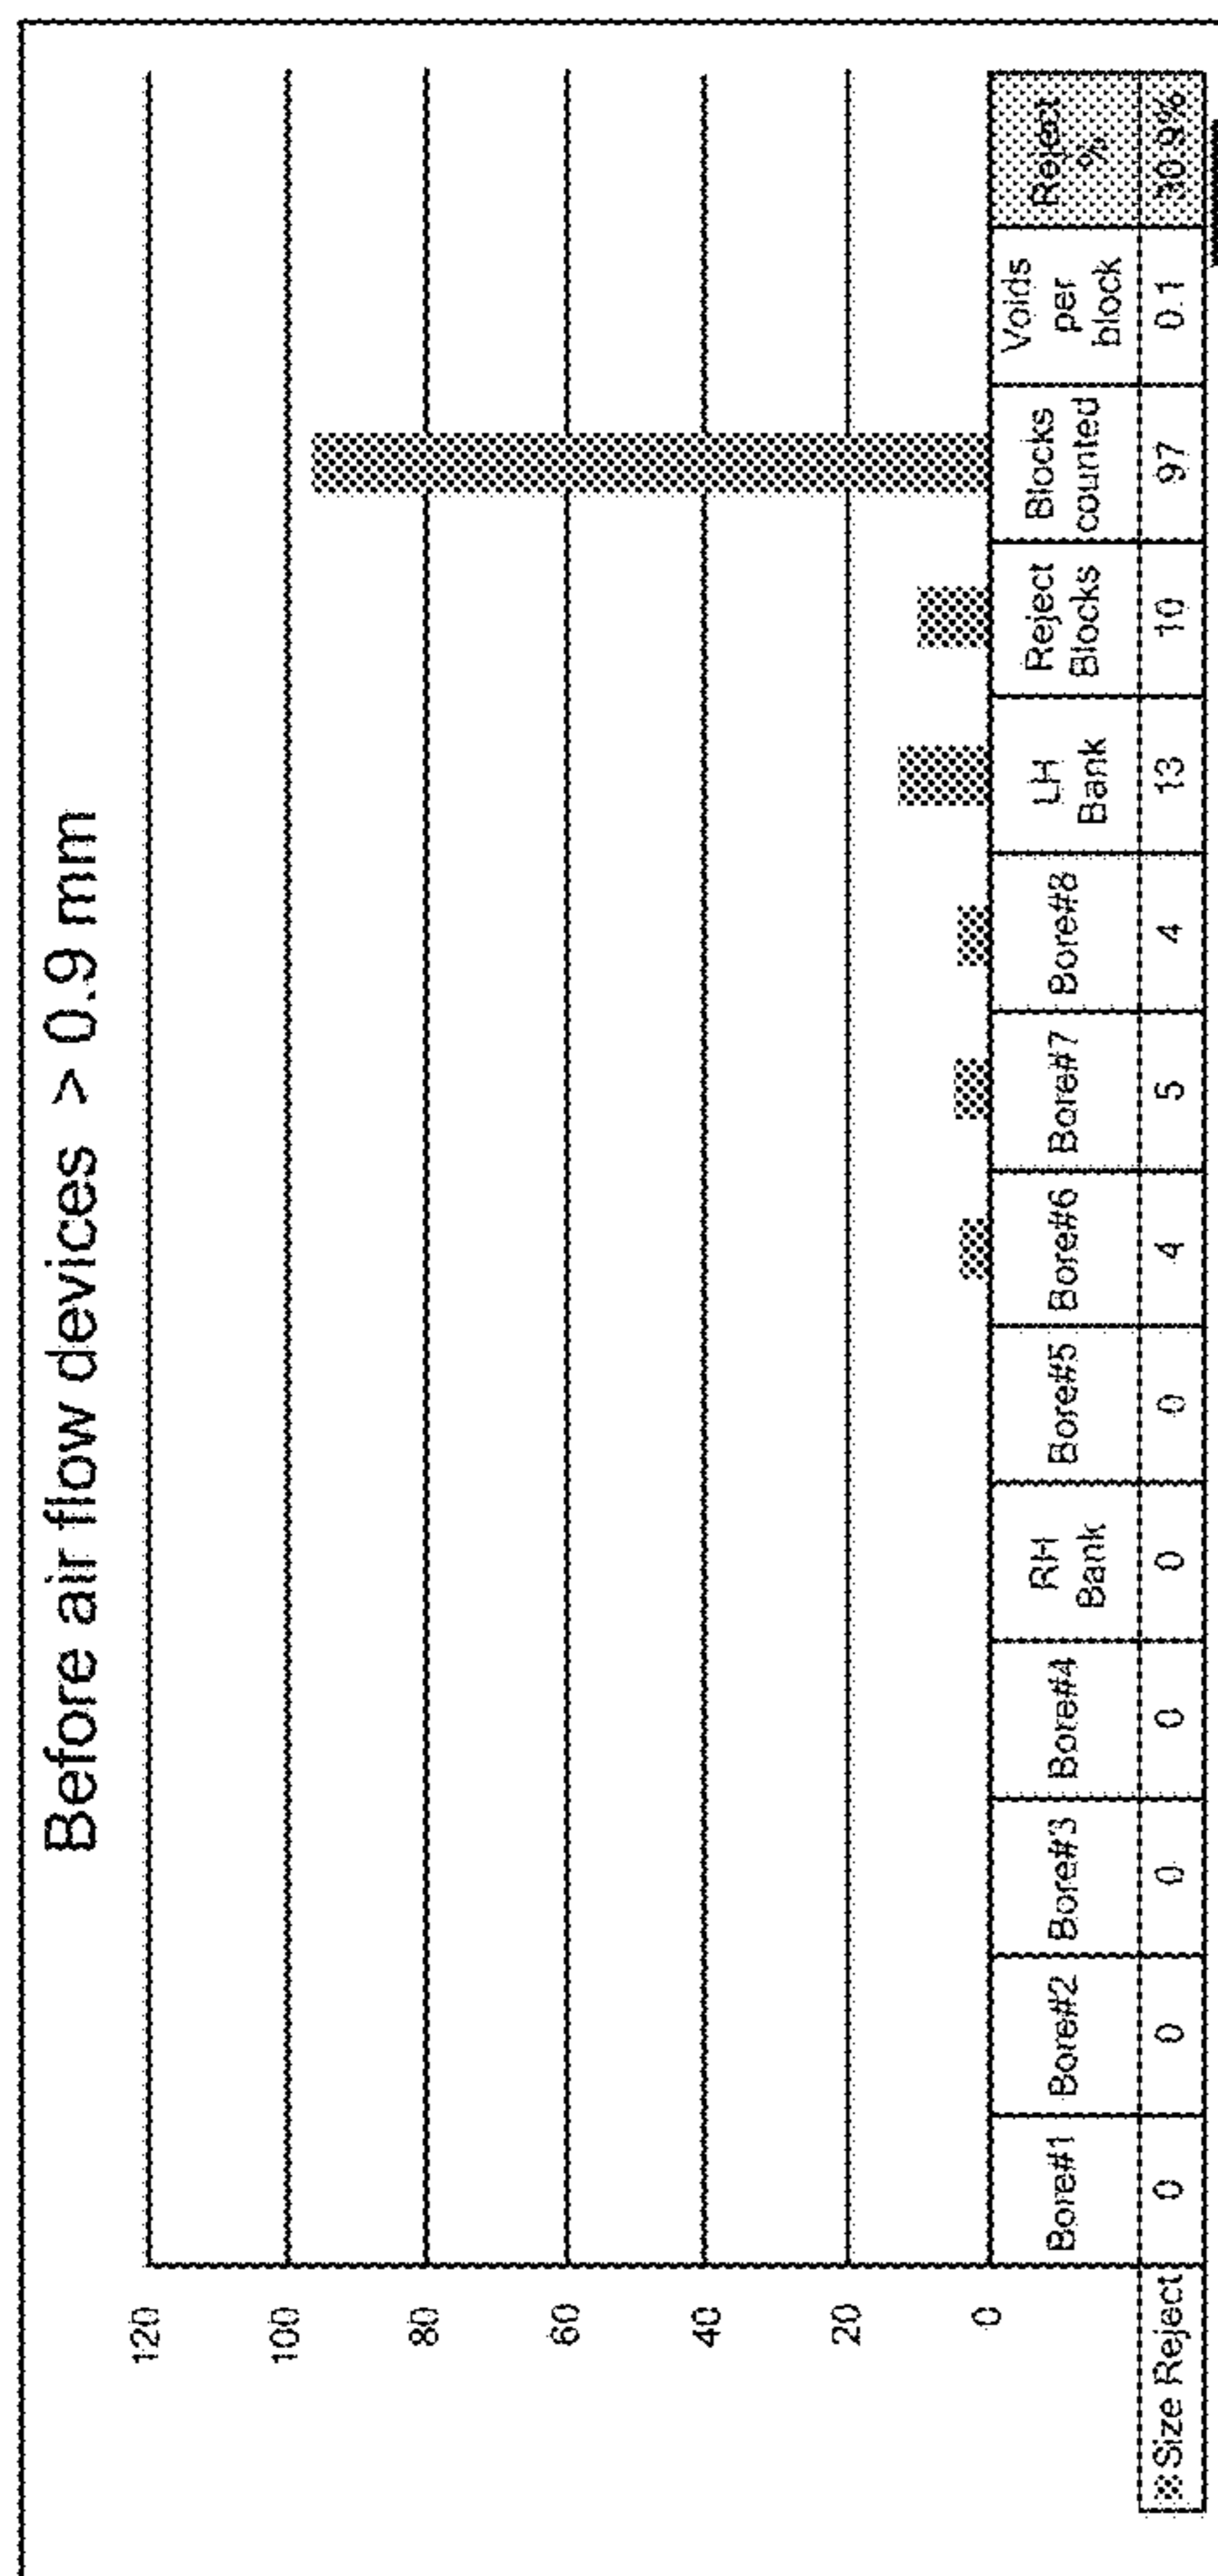 Before air flow devices > 0.9 mm
120
100
80
60
40
20
0
Bore#1 Bore#2 Bore#3 Bore#4 RH Bank Bore#5 Bore#6 Bore#7 Bore#8 LH Bank Reject Blocks Blocks counted Voids per block Reject %
Size Reject 0 0 0 0 0 0 4 5 4 13 10 97 0.1 30.9%